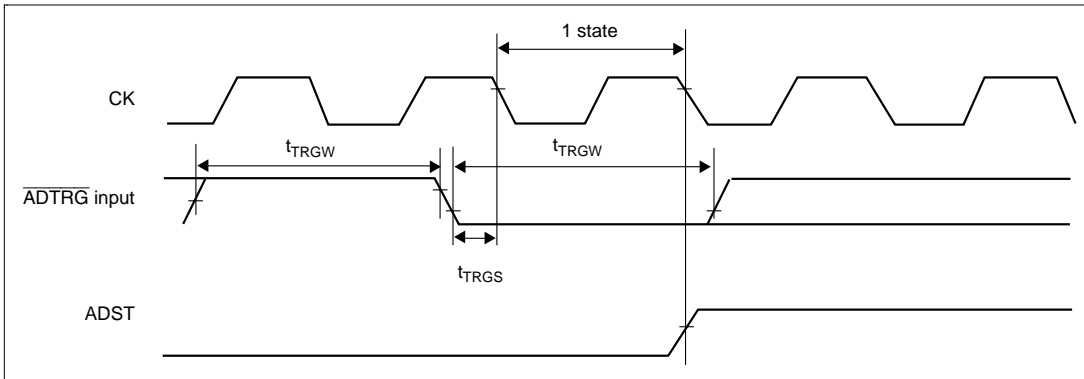 1 state
CK
tTRGW
tTRGW
ADTRG input
tTRGS
ADST